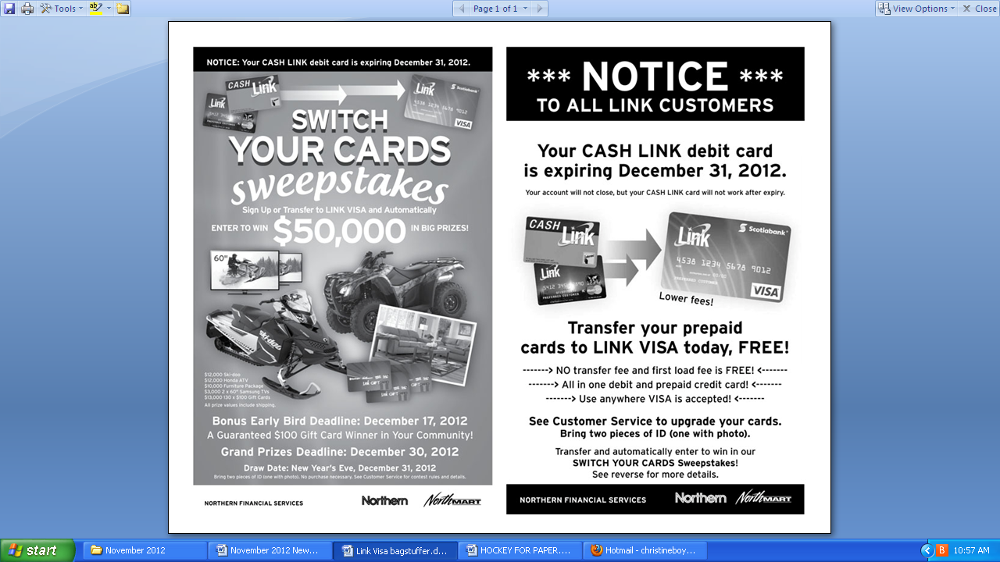 Tools
ab
Page 1 of 1
View Options
Close
NOTICE: Your CASH LINK debit card is expiring December 31, 2012.
CASH
Link
Link
Link
Scotiabank
4538 1234 5678 9012
VISA
SWITCH
YOUR CARDS
sweepstakes
Sign Up or Transfer to LINK VISA and Automatically
ENTER TO WIN $50,000 IN BIG PRIZES!
60"
ski-doo
$12,000 Ski-doo
$12,000 Honda ATV
$10,000 Furniture Package
$3,000 2 x 60" Samsung TVs
$13,000 130 x $100 Gift Cards
All prize values include shipping.
Bonus Early Bird Deadline: December 17, 2012
A Guaranteed $100 Gift Card Winner in Your Community!
Grand Prizes Deadline: December 30, 2012
Draw Date: New Year's Eve, December 31, 2012
Bring two pieces of ID (one with photo). No purchase necessary. See Customer Service for contest rules and details.
NORTHERN FINANCIAL SERVICES Northern NorthMART
*** NOTICE ***
TO ALL LINK CUSTOMERS
Your CASH LINK debit card
is expiring December 31, 2012.
Your account will not close, but your CASH LINK card will not work after expiry.
CASH
Link
Link
PREFERRED CUSTOMER
Link
Scotiabank
4538 1234 5678 9012
PREFERRED CUSTOMER
VISA
Lower fees!
Transfer your prepaid
cards to LINK VISA today, FREE!
-------> NO transfer fee and first load fee is FREE! <-------
-------> All in one debit and prepaid credit card! <-------
-------> Use anywhere VISA is accepted! <-------
See Customer Service to upgrade your cards.
Bring two pieces of ID (one with photo).
Transfer and automatically enter to win in our
SWITCH YOUR CARDS Sweepstakes!
See reverse for more details.
NORTHERN FINANCIAL SERVICES Northern NorthMART
start
November 2012
November 2012 New...
Link Visa bagstuffer.d...
HOCKEY FOR PAPER....
Hotmail - christineboy...
B
10:57 AM